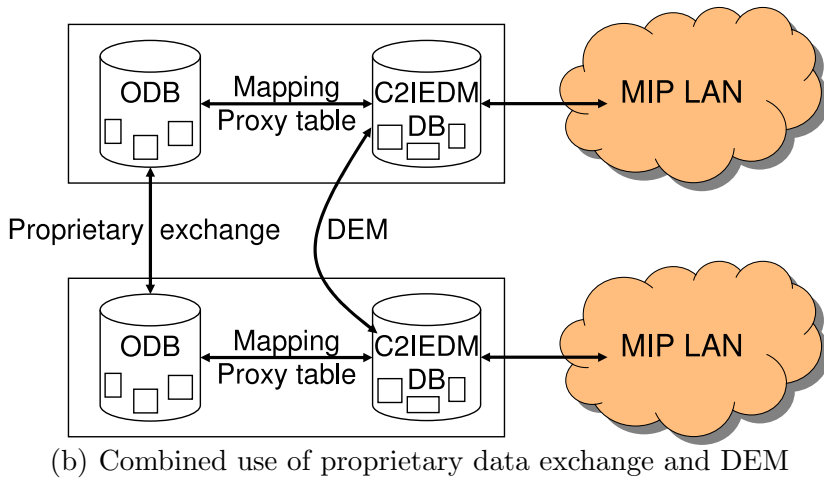 ODB
Mapping
Proxy table
C2IEDM
DB
MIP LAN
Proprietary exchange
DEM
ODB
Mapping
Proxy table
C2IEDM
DB
MIP LAN
(b) Combined use of proprietary data exchange and DEM